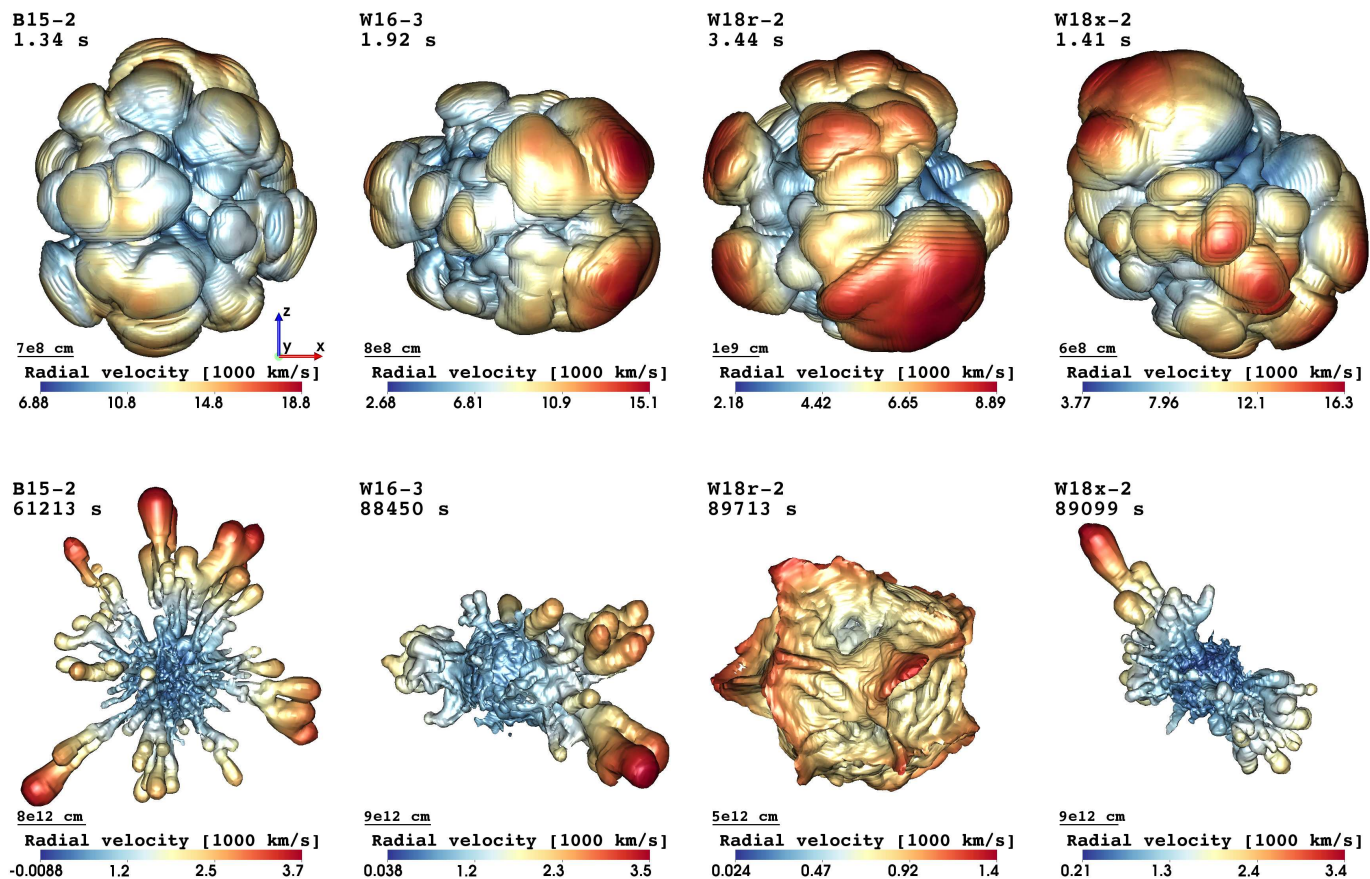 B15-2
1.34 s
7e8 cm
z
y x
Radial velocity [1000 km/s]
6.88 10.8 14.8 18.8
W16-3
1.92 s
8e8 cm
Radial velocity [1000 km/s]
2.68 6.81 10.9 15.1
W18r-2
3.44 s
1e9 cm
Radial velocity [1000 km/s]
2.18 4.42 6.65 8.89
W18x-2
1.41 s
6e8 cm
Radial velocity [1000 km/s]
3.77 7.96 12.1 16.3
B15-2
61213 s
8e12 cm
Radial velocity [1000 km/s]
-0.0088 1.2 2.5 3.7
W16-3
88450 s
9e12 cm
Radial velocity [1000 km/s]
0.038 1.2 2.3 3.5
W18r-2
89713 s
5e12 cm
Radial velocity [1000 km/s]
0.024 0.47 0.92 1.4
W18x-2
89099 s
9e12 cm
Radial velocity [1000 km/s]
0.21 1.3 2.4 3.4